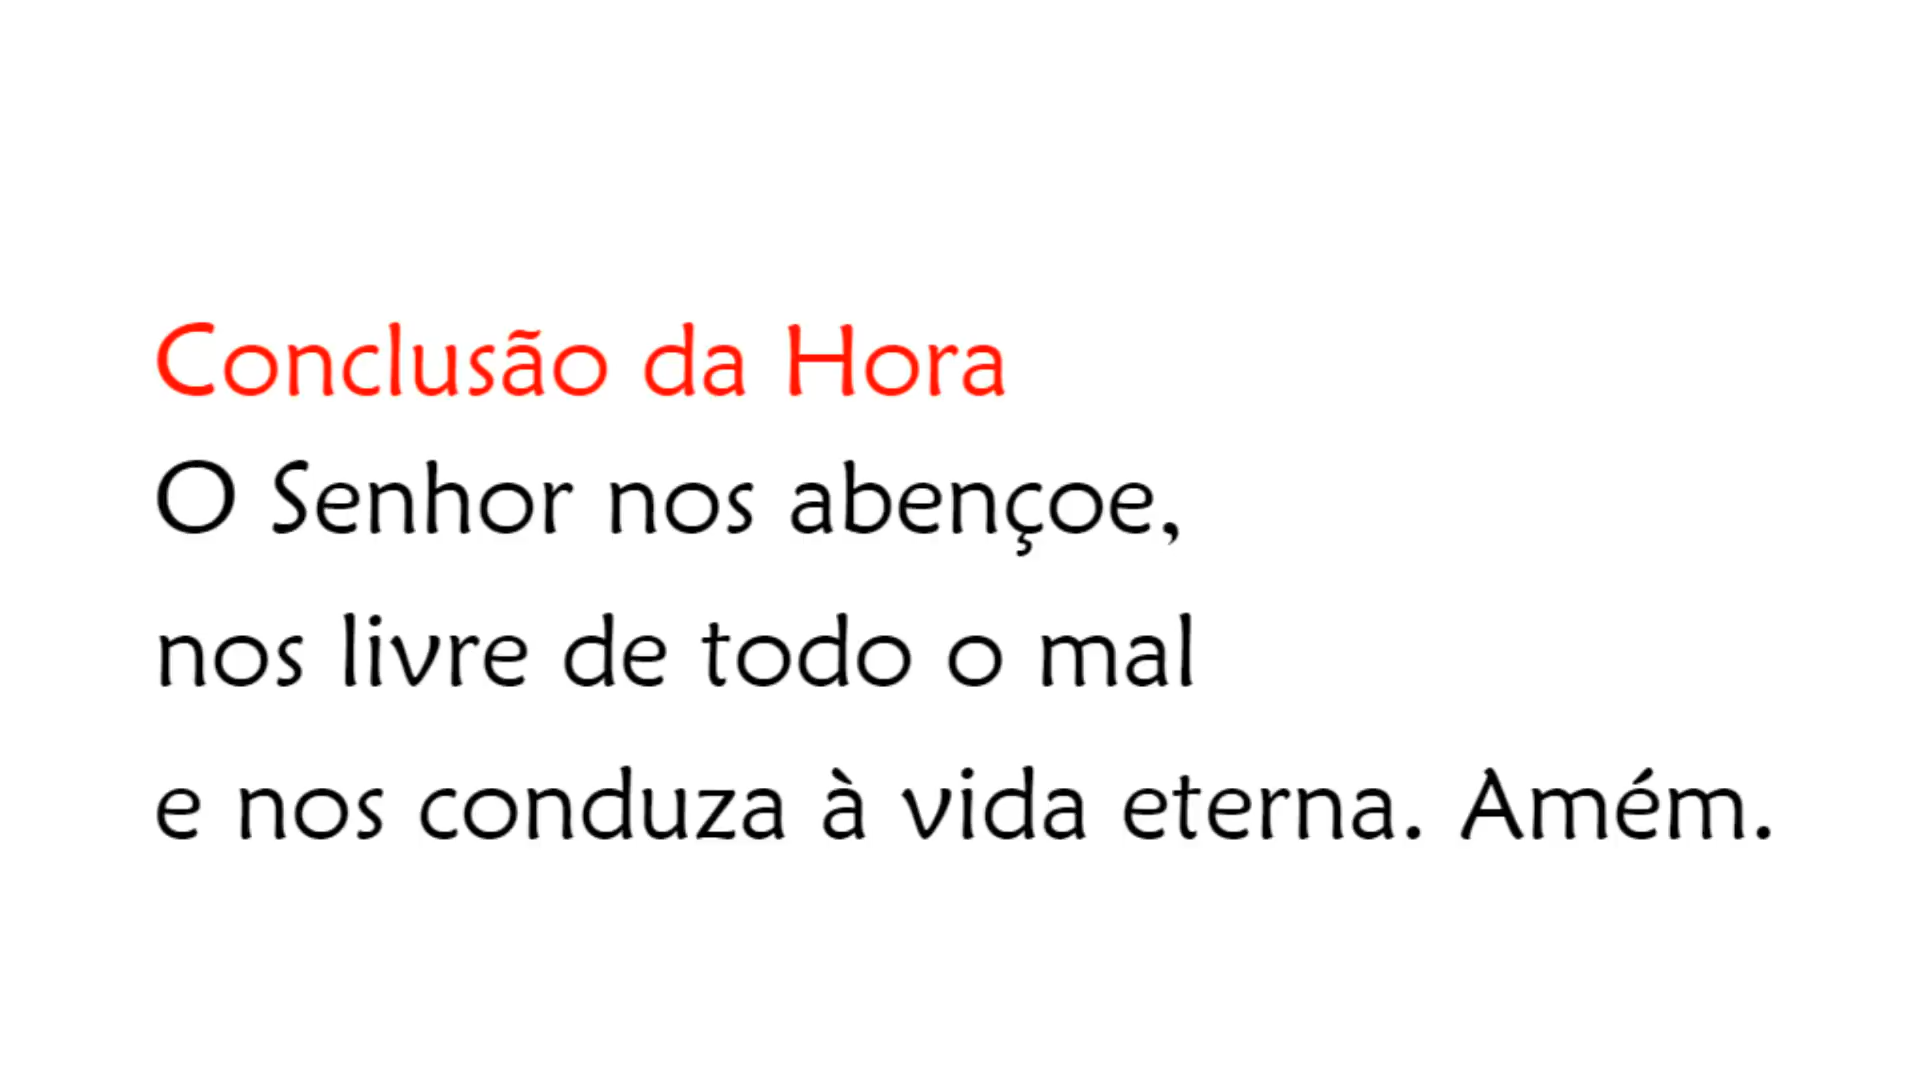 Conclusão da Hora
O Senhor nos abençoe,
nos livre de todo o mal
e nos conduza à vida eterna. Amém.